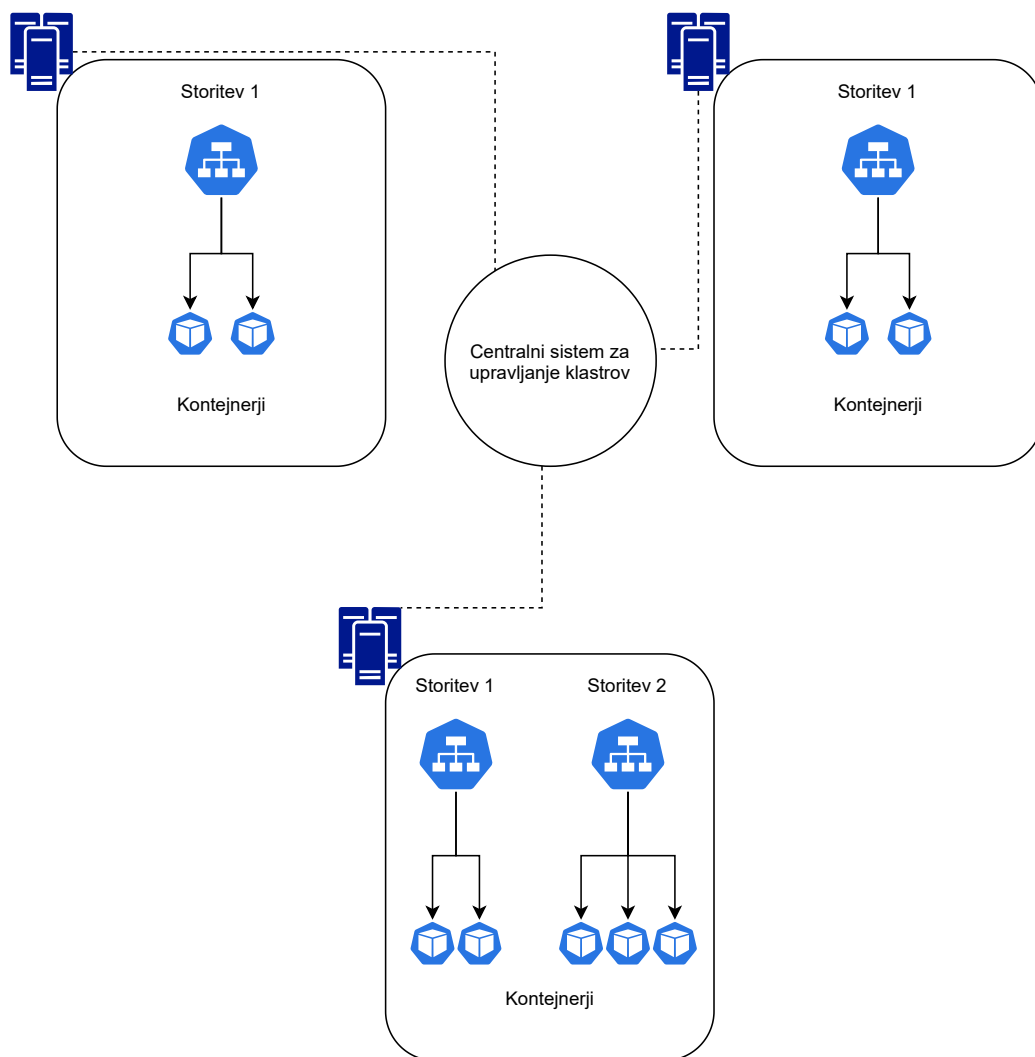 Storitev 1
Kontejnerji
Storitev 1
Kontejnerji
Centralni sistem za
upravljanje klastrov
Storitev 1
Storitev 2
Kontejnerji